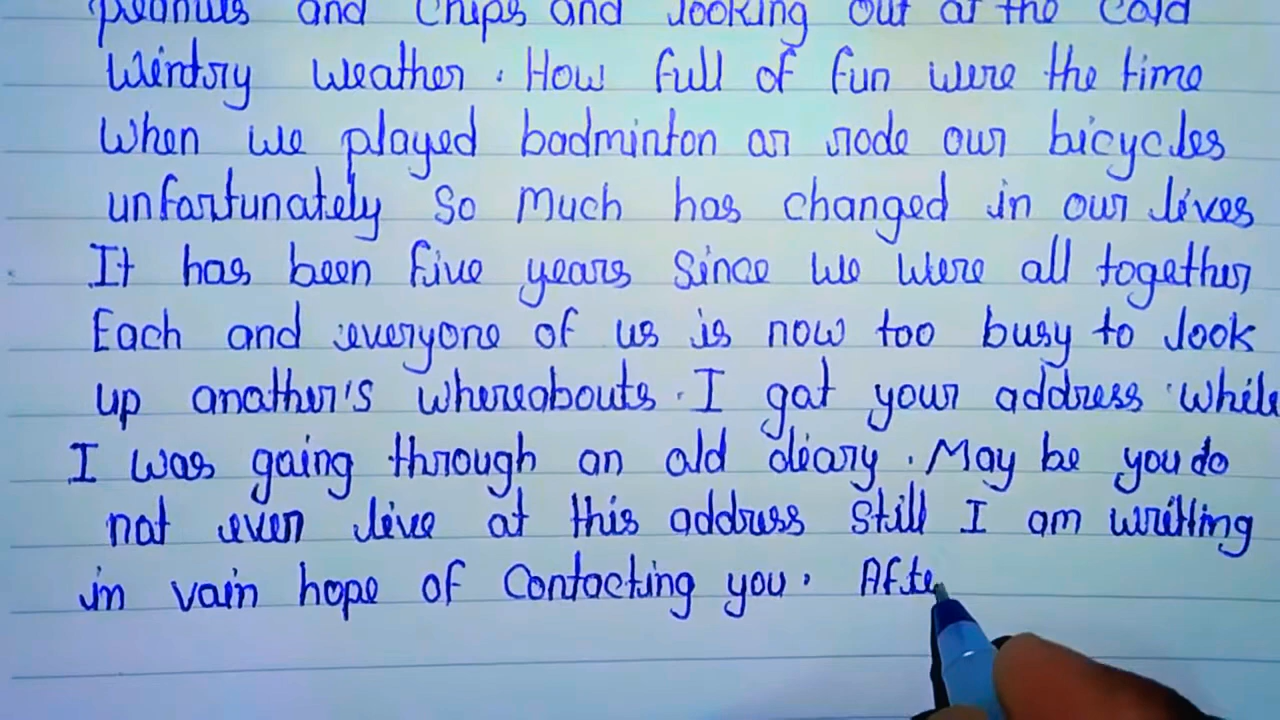 peanuts and chips and looking out at the cold
Windry weather. How full of fun were the time
When we played badminton or rode our bicycles
unfortunately so much has changed in our lives
It has been five years since we were all together
Each and everyone of us is now too busy to look
up another's whereabouts. I got your address while
I was going through an old diary. May be you do
not even live at this address still I am writting
in vain hope of contacting you. Afte